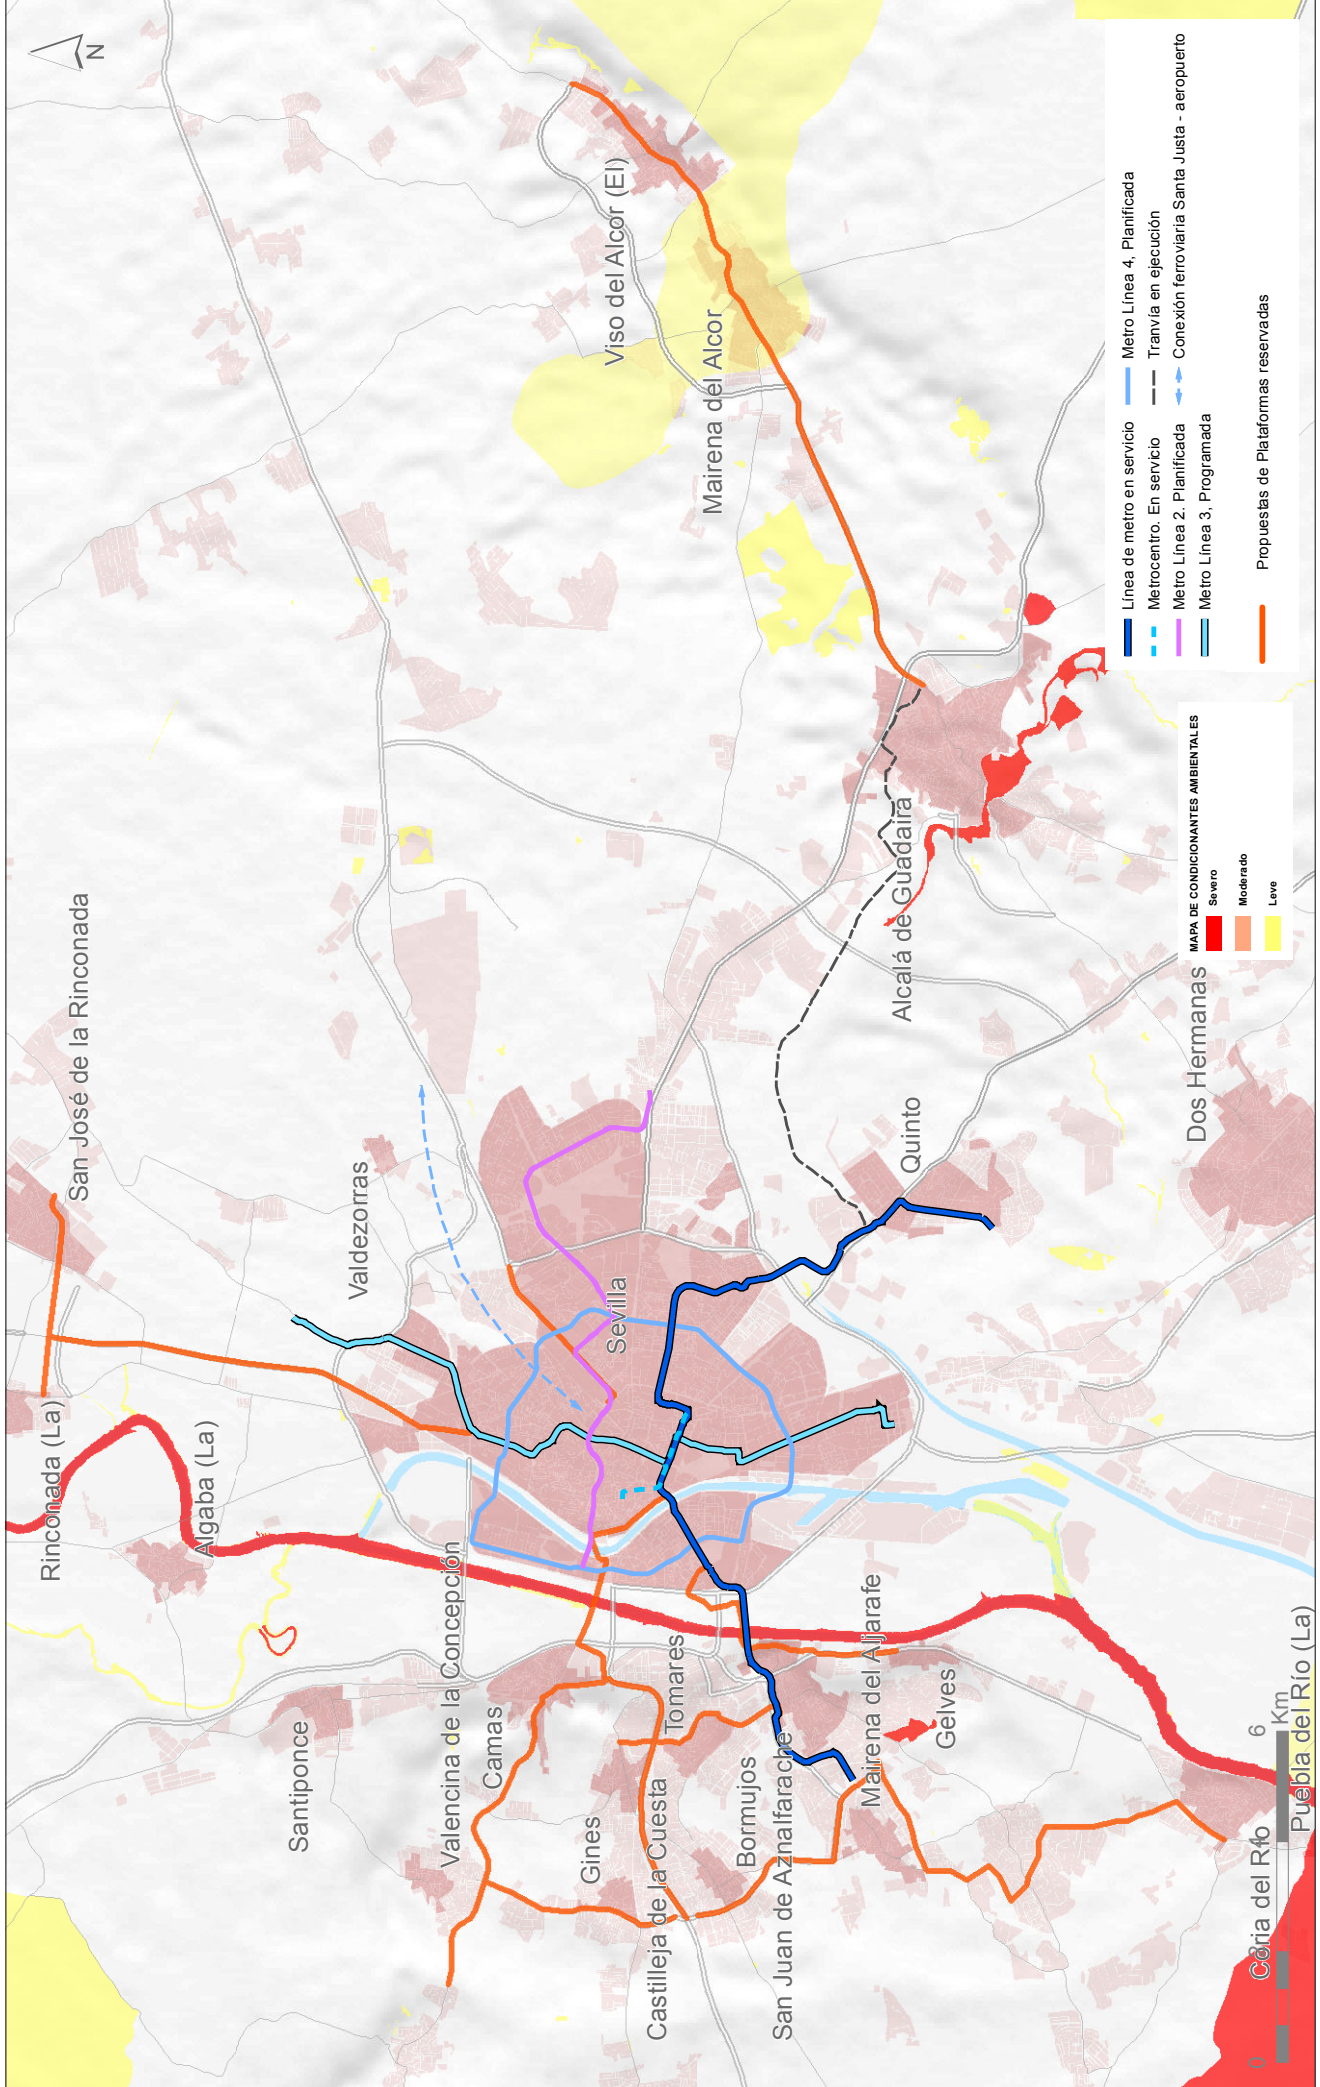 N
San José de la Rinconada
Rinconada (La)
Algaba (La)
Valdezorras
Santiponce
Valencina de la Concepción
Camas
Sevilla
Gines
Castilleja de la Cuesta
Tomares
Bormujos
San Juan de Aznalfarache
Mairena del Aljarafe
Gelves
Quinto
Alcalá de Guadaira
Mairena del Alcor
Viso del Alcor (El)
Dos Hermanas
Coria del Río
Puebla del Río (La)
0
4
6
Km
Línea de metro en servicio
Metrocentro. En servicio
Metro Línea 2. Planificada
Metro Línea 3, Programada
Metro Línea 4, Planificada
Tranvía en ejecución
Conexión ferroviaria Santa Justa - aeropuerto
Propuestas de Plataformas reservadas
MAPA DE CONDICIONANTES AMBIENTALES
Severo
Moderado
Leve